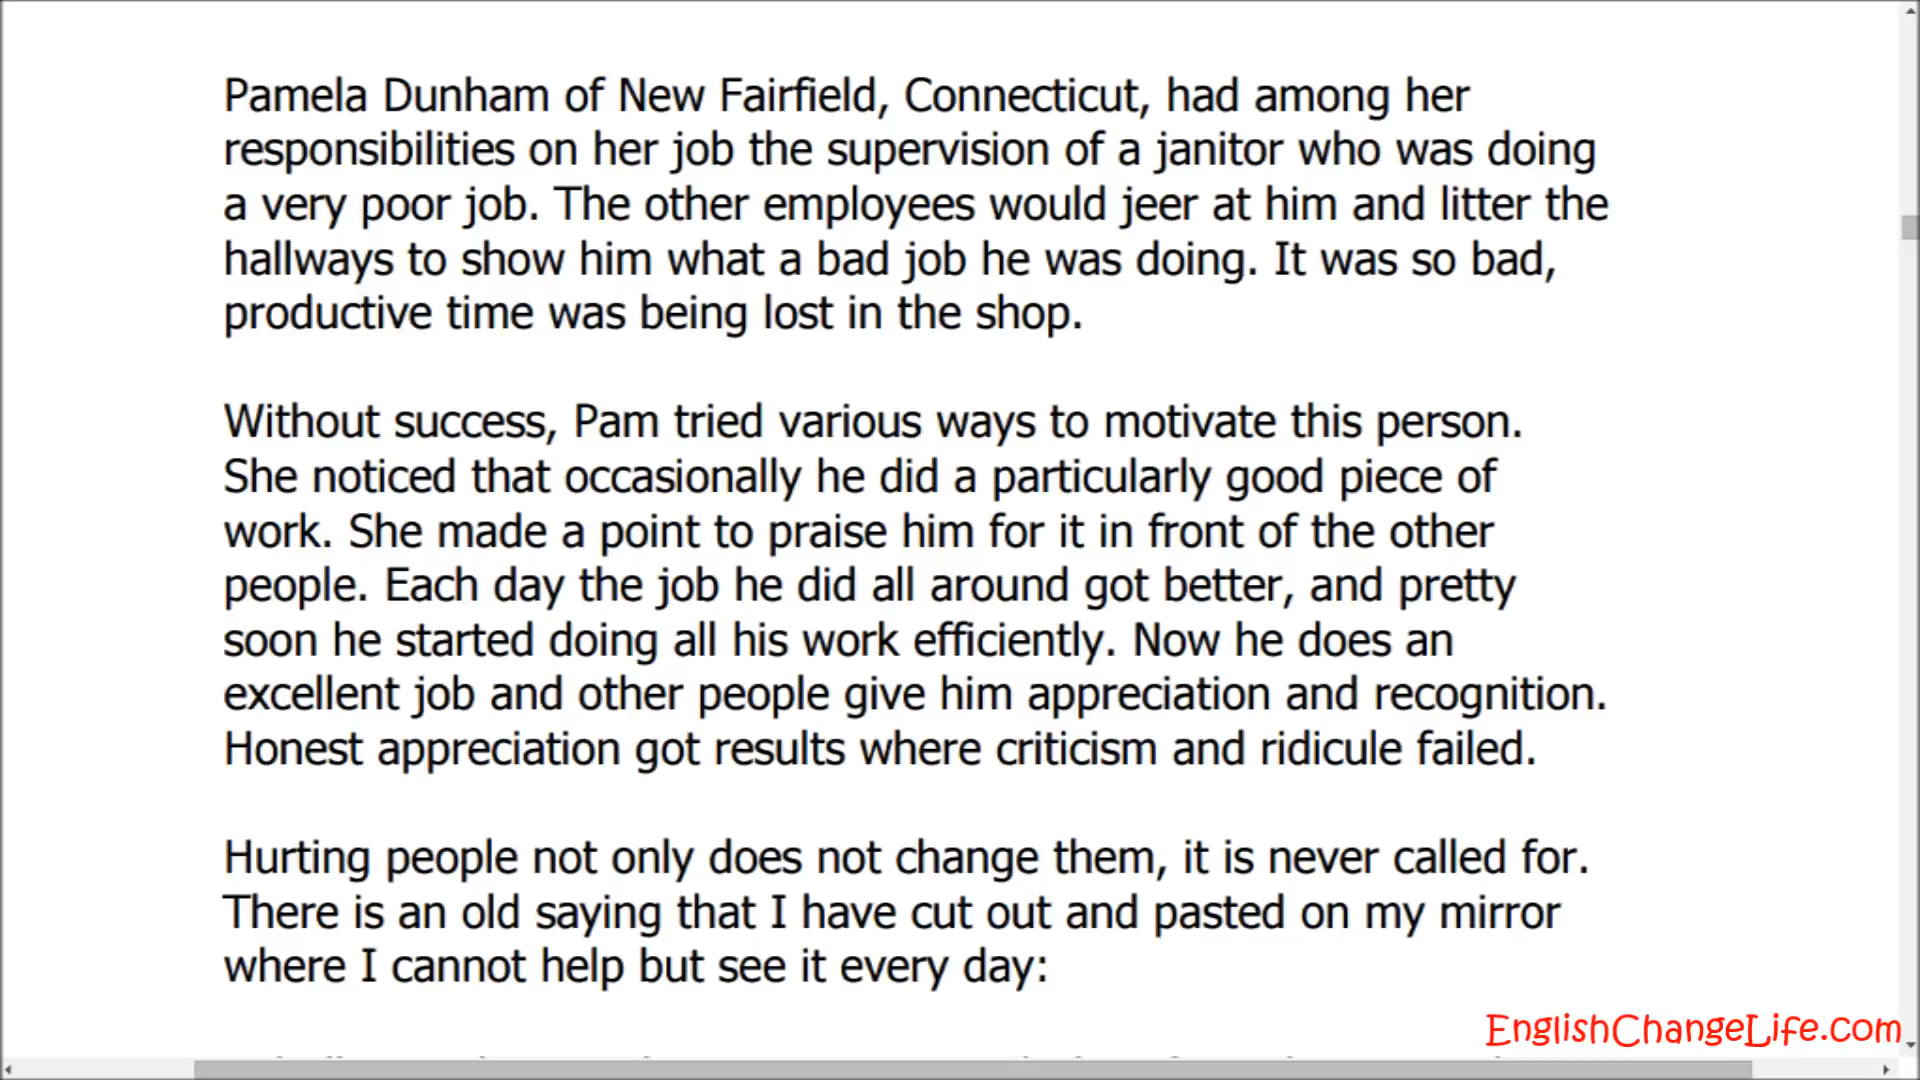 Pamela Dunham of New Fairfield, Connecticut, had among her
responsibilities on her job the supervision of a janitor who was doing
a very poor job. The other employees would jeer at him and litter the
hallways to show him what a bad job he was doing. It was so bad,
productive time was being lost in the shop.
Without success, Pam tried various ways to motivate this person.
She noticed that occasionally he did a particularly good piece of
work. She made a point to praise him for it in front of the other
people. Each day the job he did all around got better, and pretty
soon he started doing all his work efficiently. Now he does an
excellent job and other people give him appreciation and recognition.
Honest appreciation got results where criticism and ridicule failed.
Hurting people not only does not change them, it is never called for.
There is an old saying that I have cut out and pasted on my mirror
where I cannot help but see it every day:
EnglishChangeLife.com